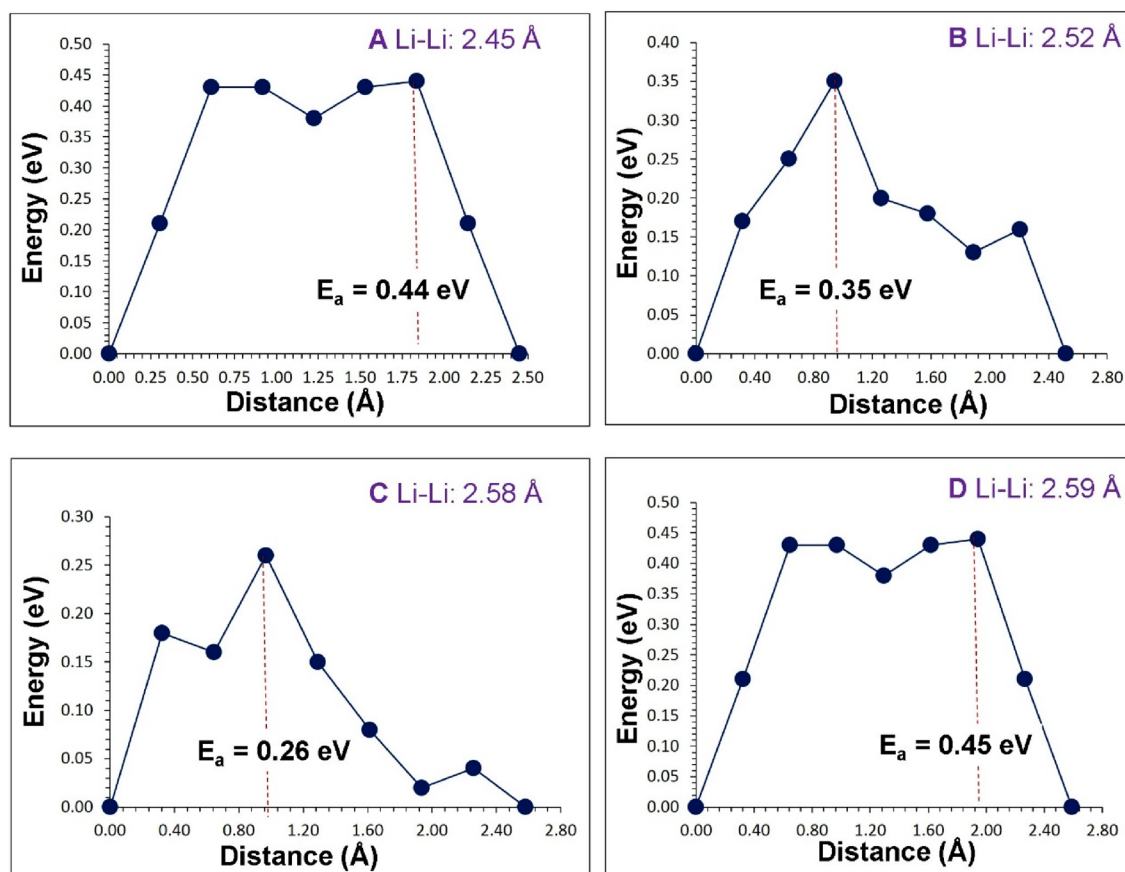 A Li-Li: 2.45 Å
Energy (eV)
0.50
0.45
0.40
0.35
0.30
0.25
0.20
0.15
0.10
0.05
0.00
Ea = 0.44 eV
0.00 0.25 0.50 0.75 1.00 1.25 1.50 1.75 2.00 2.25 2.50
Distance (Å)
B Li-Li: 2.52 Å
Energy (eV)
0.40
0.35
0.30
0.25
0.20
0.15
0.10
0.05
0.00
Ea = 0.35 eV
0.00 0.40 0.80 1.20 1.60 2.00 2.40 2.80
Distance (Å)
C Li-Li: 2.58 Å
Energy (eV)
0.30
0.25
0.20
0.15
0.10
0.05
0.00
Ea = 0.26 eV
0.00 0.40 0.80 1.20 1.60 2.00 2.40 2.80
Distance (Å)
D Li-Li: 2.59 Å
Energy (eV)
0.50
0.45
0.40
0.35
0.30
0.25
0.20
0.15
0.10
0.05
0.00
Ea = 0.45 eV
0.00 0.40 0.80 1.20 1.60 2.00 2.40 2.80
Distance (Å)